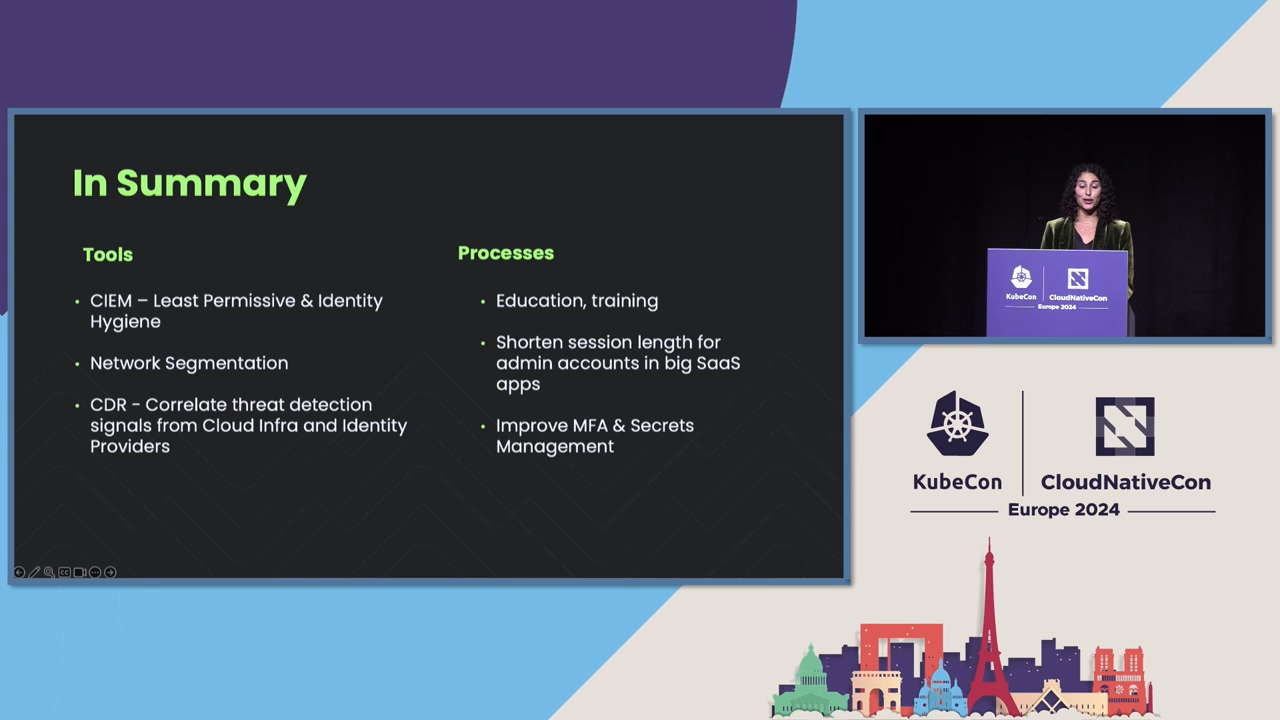 In Summary
Tools
CIEM – Least Permissive & Identity
Hygiene
Network Segmentation
CDR - Correlate threat detection
signals from Cloud Infra and Identity
Providers
Processes
Education, training
Shorten session length for
admin accounts in big SaaS
apps
Improve MFA & Secrets
Management
KubeCon
CloudNativeCon
Europe 2024
KubeCon
CloudNativeCon
Europe 2024